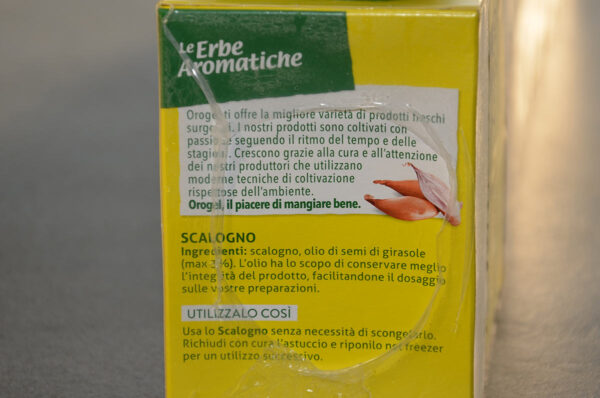 Le Erbe
Aromatiche
Orogel ti offre la migliore varietà di prodotti freschi
surgelati. I nostri prodotti sono coltivati con
passione seguendo il ritmo del tempo e delle
stagioni. Crescono grazie alla cura e all'attenzione
dei nostri produttori che utilizzano
moderne tecniche di coltivazione
rispettose dell'ambiente.
Orogel, il piacere di mangiare bene.
SCALOGNO
Ingredienti: scalogno, olio di semi di girasole
(max 3%). L'olio ha lo scopo di conservare meglio
l'integrità del prodotto, facilitandone il dosaggio
sulle vostre preparazioni.
UTILIZZALO COSÌ
Usa lo Scalogno senza necessità di scongelarlo.
Richiudi con cura l'astuccio e riponilo nel freezer
per un utilizzo successivo.